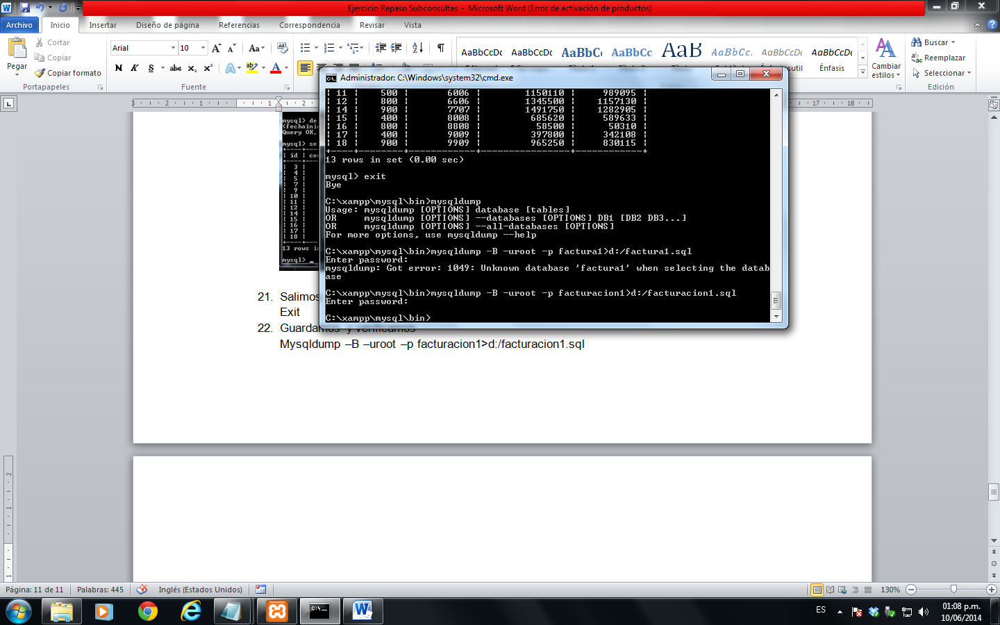 Ejercicio Repaso Subconsultas - Microsoft Word (Error de activación de productos)
Archivo Inicio Insertar Diseño de página Referencias Correspondencia Revisar Vista
Pegar
Cortar
Copiar
Copiar formato
Portapapeles
Arial 10
N K S abc x₂ x² A ab A
Aa
Fuente
AaBbCcDc AaBbCcDc AaBbCc AaBbCc AaB AaBbCc. AaBbCcDc AaBbCcDc
Énfasis
Cambiar estilos
Buscar
Reemplazar
Seleccionar
Edición
Administrador: C:\Windows\system32\cmd.exe
| 11 | 500 | 6006 | 1150110 | 989095 |
| 12 | 800 | 6606 | 1345500 | 1157130 |
| 14 | 900 | 7707 | 1491750 | 1282905 |
| 15 | 400 | 8008 | 685620 | 589633 |
| 16 | 800 | 8808 | 58500 | 50310 |
| 17 | 400 | 9009 | 397800 | 342108 |
| 18 | 900 | 9909 | 965250 | 830115 |
+----+--------+--------------+-------------------+--------------+
13 rows in set (0.00 sec)
mysql> exit
Bye
C:\xampp\mysql\bin>mysqldump
Usage: mysqldump [OPTIONS] database [tables]
OR mysqldump [OPTIONS] --databases [OPTIONS] DB1 [DB2 DB3...]
OR mysqldump [OPTIONS] --all-databases [OPTIONS]
For more options, use mysqldump --help
C:\xampp\mysql\bin>mysqldump -B -uroot -p factura1>d:/factura1.sql
Enter password:
mysqldump: Got error: 1049: Unknown database 'factura1' when selecting the datab
ase
C:\xampp\mysql\bin>mysqldump -B -uroot -p facturacion1>d:/facturacion1.sql
Enter password:
C:\xampp\mysql\bin>
mysql> de
<fechainic
Query OK,
mysql> se
| id | ce
| 3 |
| 4 |
| 5 |
| 7 |
| 9 |
| 10 |
| 11 |
| 12 |
| 14 |
| 15 |
| 16 |
| 17 |
| 18 |
13 rows in
mysql> _
21. Salimos
Exit
22. Guardamos y verificamos
Mysqldump –B –uroot –p facturacion1>d:/facturacion1.sql
Página: 11 de 11 Palabras: 445 Inglés (Estados Unidos) 130%
ES
01:08 p.m.
10/06/2014